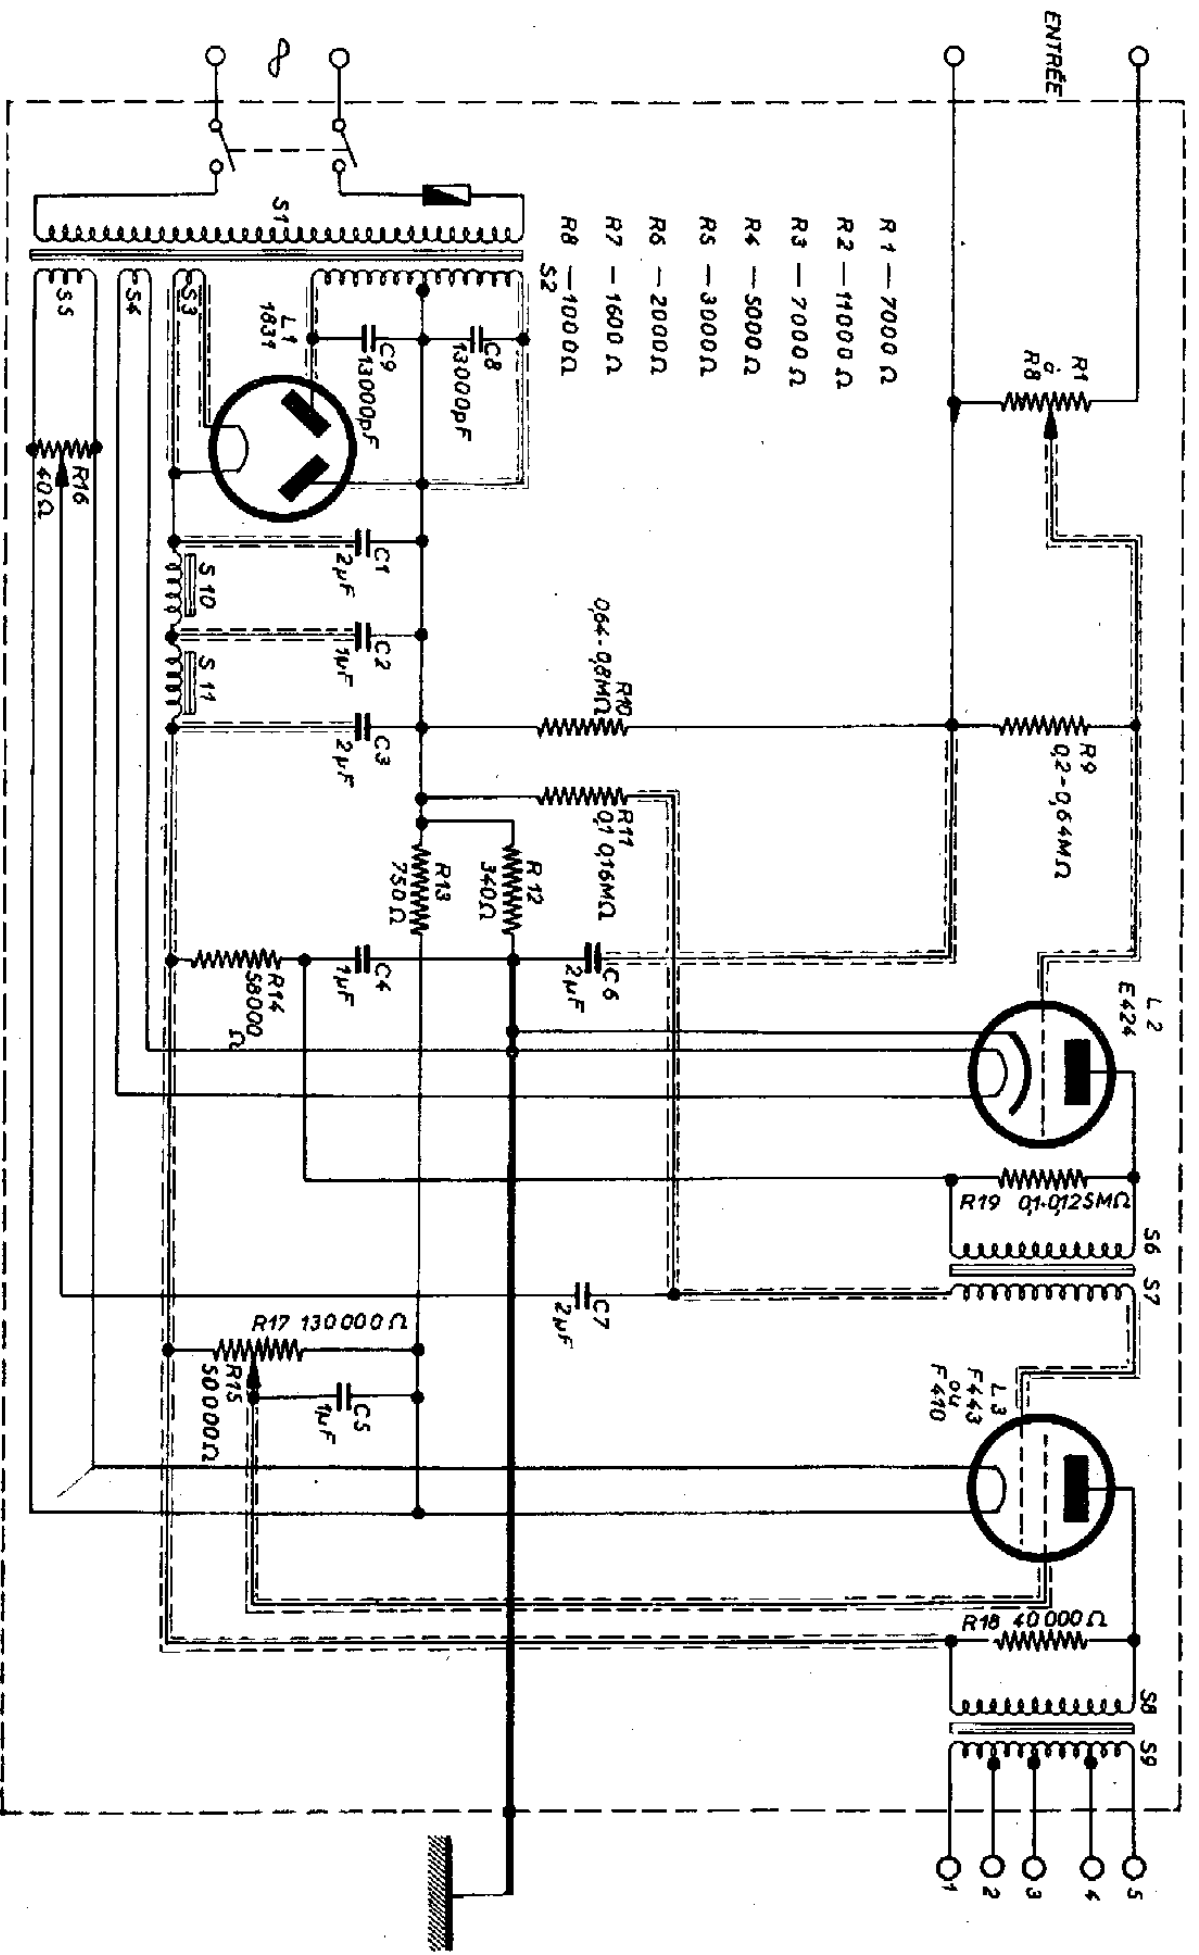 ENTRÉE
R1
à
R8
R9
0,2-0,64MΩ
L2
E424
R19 0,1-0,125MΩ
S6
S7
L3
F443
ou
F410
R18 40000Ω
S8
S9
5
4
3
2
1
R1 — 7000 Ω
R2 — 11000 Ω
R3 — 7000 Ω
R4 — 5000 Ω
R5 — 3000 Ω
R6 — 2000 Ω
R7 — 1600 Ω
R8 — 1000 Ω
R10
0,64-0,8MΩ
R11
0,1 0,16MΩ
R12
340Ω
R13
750Ω
C6
2µF
C7
2µF
S2
C8
13000pF
C9
13000pF
L1
1831
C1
2µF
C2
1µF
C3
2µF
C4
1µF
R14
58000
Ω
R17 130000Ω
R15
50000Ω
C5
1µF
S1
S3
S4
S5
S10
S11
R16
40Ω